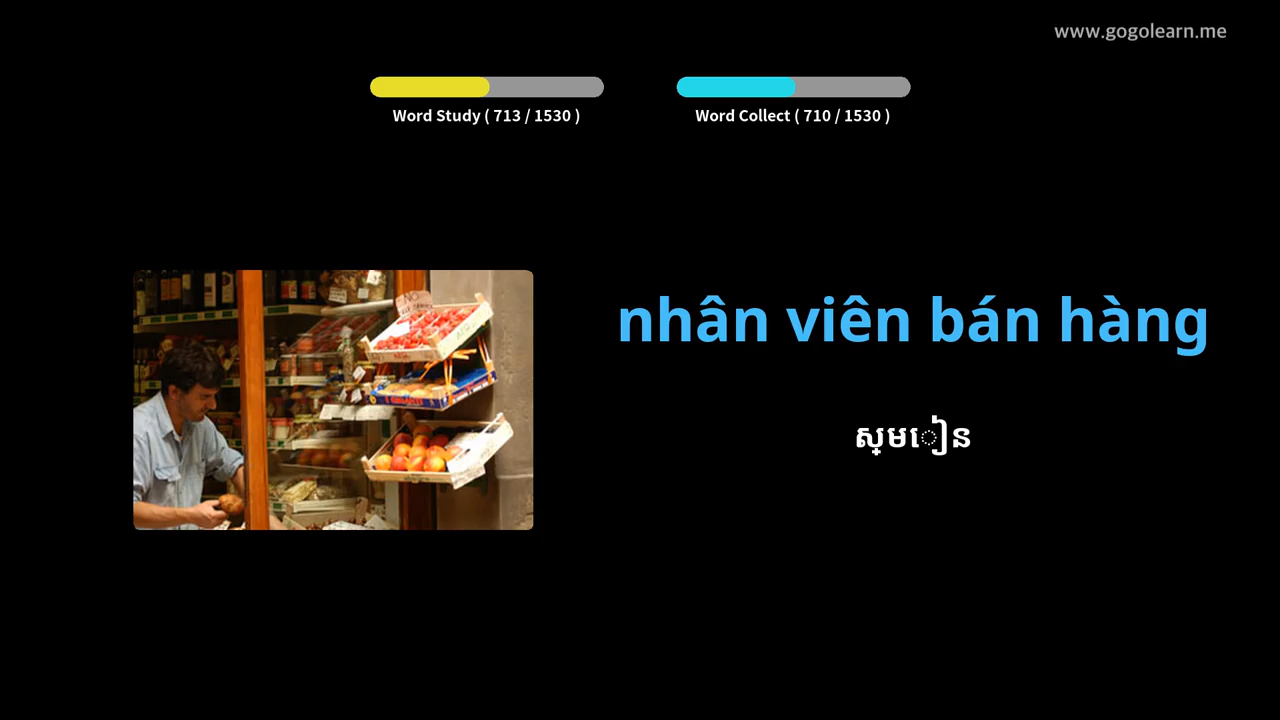 www.gogolearn.me
Word Study ( 713 / 1530 )
Word Collect ( 710 / 1530 )
nhân viên bán hàng
ស្មៀន